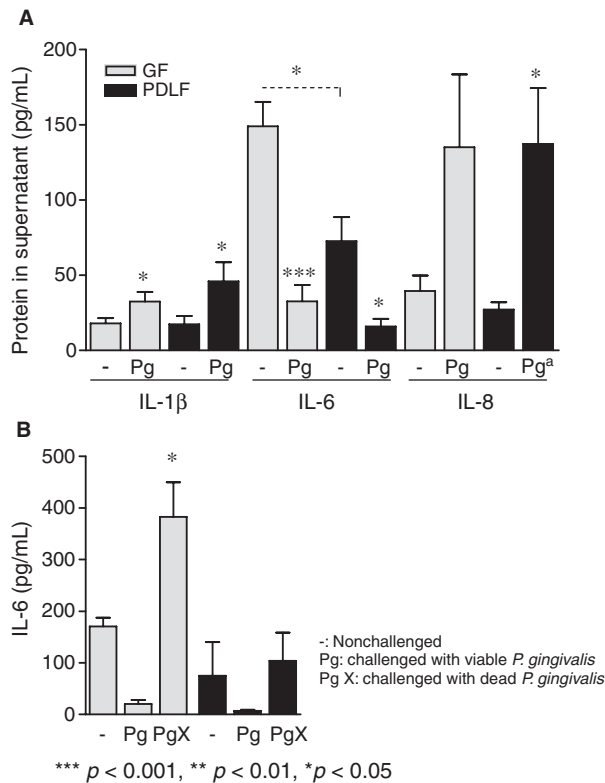 A
Protein in supernatant (pg/mL)
200
150
100
50
0
GF
PDLF
*
* * *** * *
- Pg - Pg - Pg - Pg - Pg - Pgᵃ
IL-1β IL-6 IL-8
B
IL-6 (pg/mL)
500
400
300
200
100
0
*
- Pg PgX - Pg PgX
-: Nonchallenged
Pg: challenged with viable P. gingivalis
Pg X: challenged with dead P. gingivalis
*** p < 0.001, ** p < 0.01, *p < 0.05